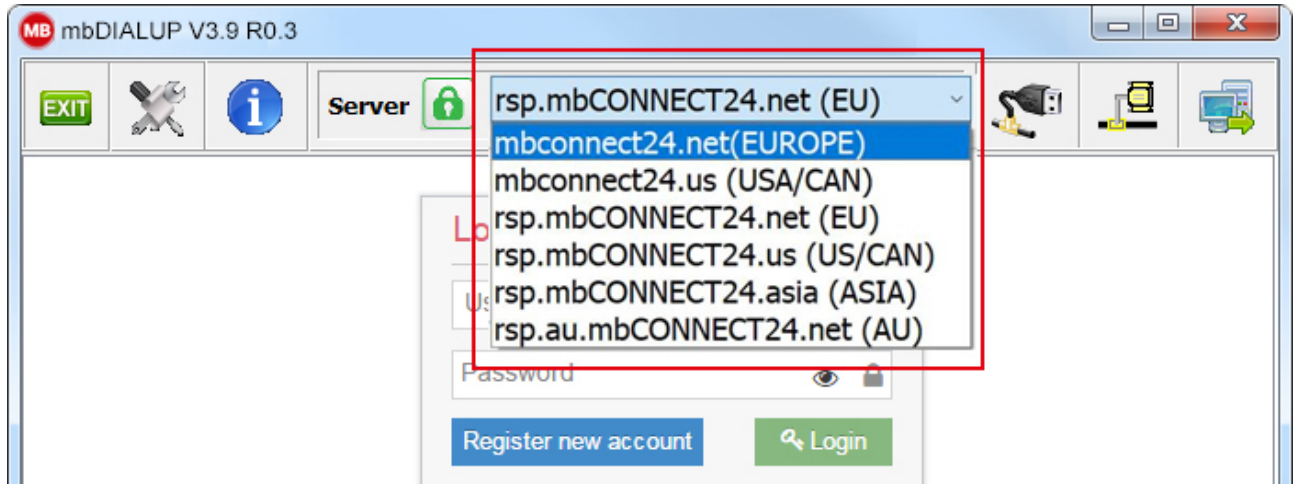 MB mbDIALUP V3.9 R0.3
EXIT i Server rsp.mbCONNECT24.net (EU)
mbconnect24.net(EUROPE)
mbconnect24.us (USA/CAN)
rsp.mbCONNECT24.net (EU)
rsp.mbCONNECT24.us (US/CAN)
rsp.mbCONNECT24.asia (ASIA)
rsp.au.mbCONNECT24.net (AU)
Password
Register new account
Login